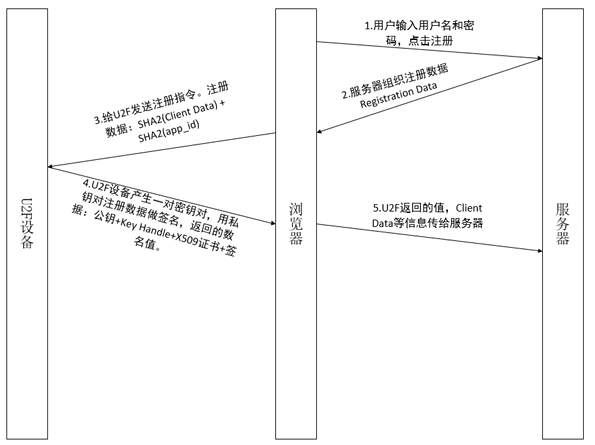 1.用户输入用户名和密
码，点击注册
2.服务器组织注册数据
Registration Data
3.给U2F发送注册指令。注册
数据：SHA2(Client Data) +
SHA2(app_id)
4.U2F设备产生一对密钥对，用私
钥对注册数据做签名，返回的数
据：公钥+Key Handle+X509证书+签
名值。
5.U2F返回的值，Client
Data等信息传给服务器
U2F设备
浏览器
服务器